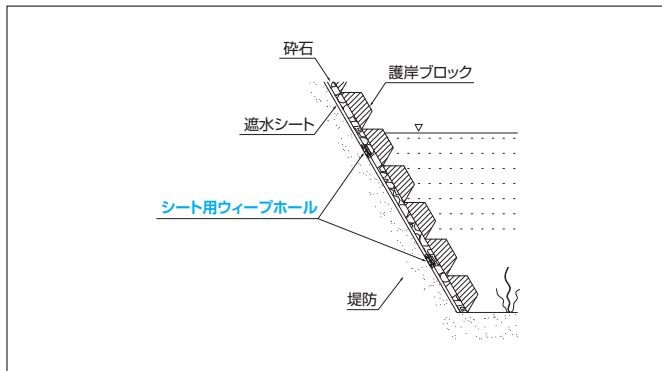 砕石
護岸ブロック
遮水シート
シート用ウィープホール
堤防